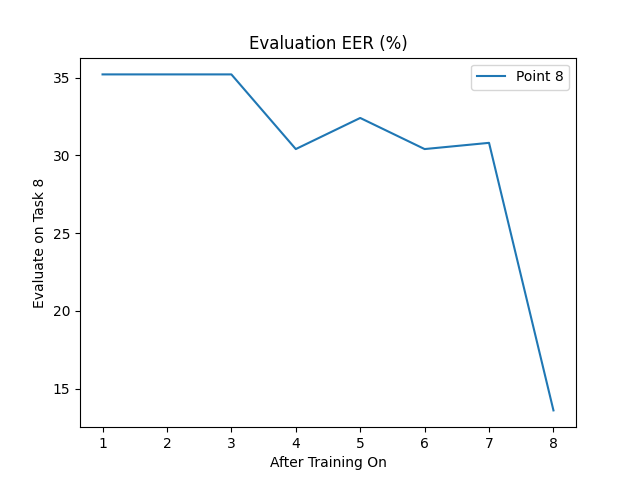 Evaluation EER (%)
Point 8
35
30
25
20
15
Evaluate on Task 8
1 2 3 4 5 6 7 8
After Training On